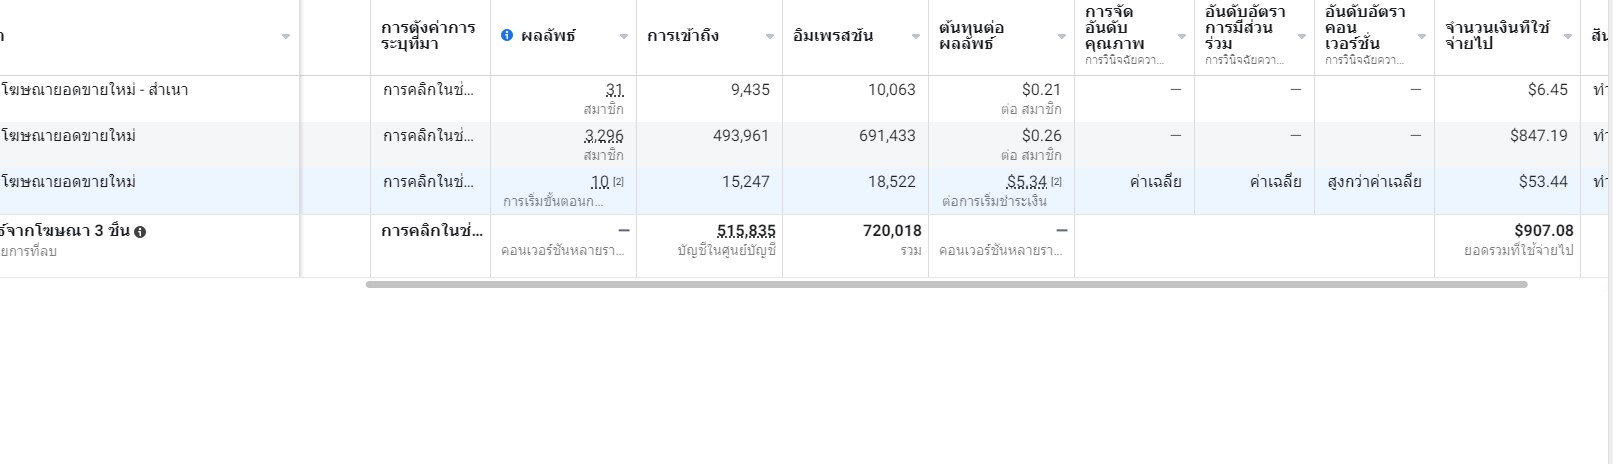 การตั้งค่าการ
ระบุที่มา
ผลลัพธ์
การเข้าถึง
อิมเพรสชัน
ต้นทุนต่อ
ผลลัพธ์
การจัด
อันดับ
คุณภาพ
การวินิจฉัยควา...
อันดับอัตรา
การมีส่วน
ร่วม
การวินิจฉัยควา...
อันดับอัตรา
คอน
เวอร์ชั่น
การวินิจฉัยควา...
จำนวนเงินที่ใช้
จ่ายไป
โฆษณายอดขายใหม่ - สำเนา
การคลิกในช่...
31
สมาชิก
9,435
10,063
$0.21
ต่อ สมาชิก
—
—
—
$6.45
โฆษณายอดขายใหม่
การคลิกในช่...
3,296
สมาชิก
493,961
691,433
$0.26
ต่อ สมาชิก
—
—
—
$847.19
โฆษณายอดขายใหม่
การคลิกในช่...
10 [2]
การเริ่มขั้นตอนก...
15,247
18,522
$5.34 [2]
ต่อการเริ่มชำระเงิน
ค่าเฉลี่ย
ค่าเฉลี่ย
สูงกว่าค่าเฉลี่ย
$53.44
ธ์จากโฆษณา 3 ชิ้น
ยการที่ลบ
การคลิกในช่...
—
คอนเวอร์ชันหลายรา...
515,835
บัญชีในศูนย์บัญชี
720,018
รวม
—
คอนเวอร์ชันหลายรา...
$907.08
ยอดรวมที่ใช้จ่ายไป